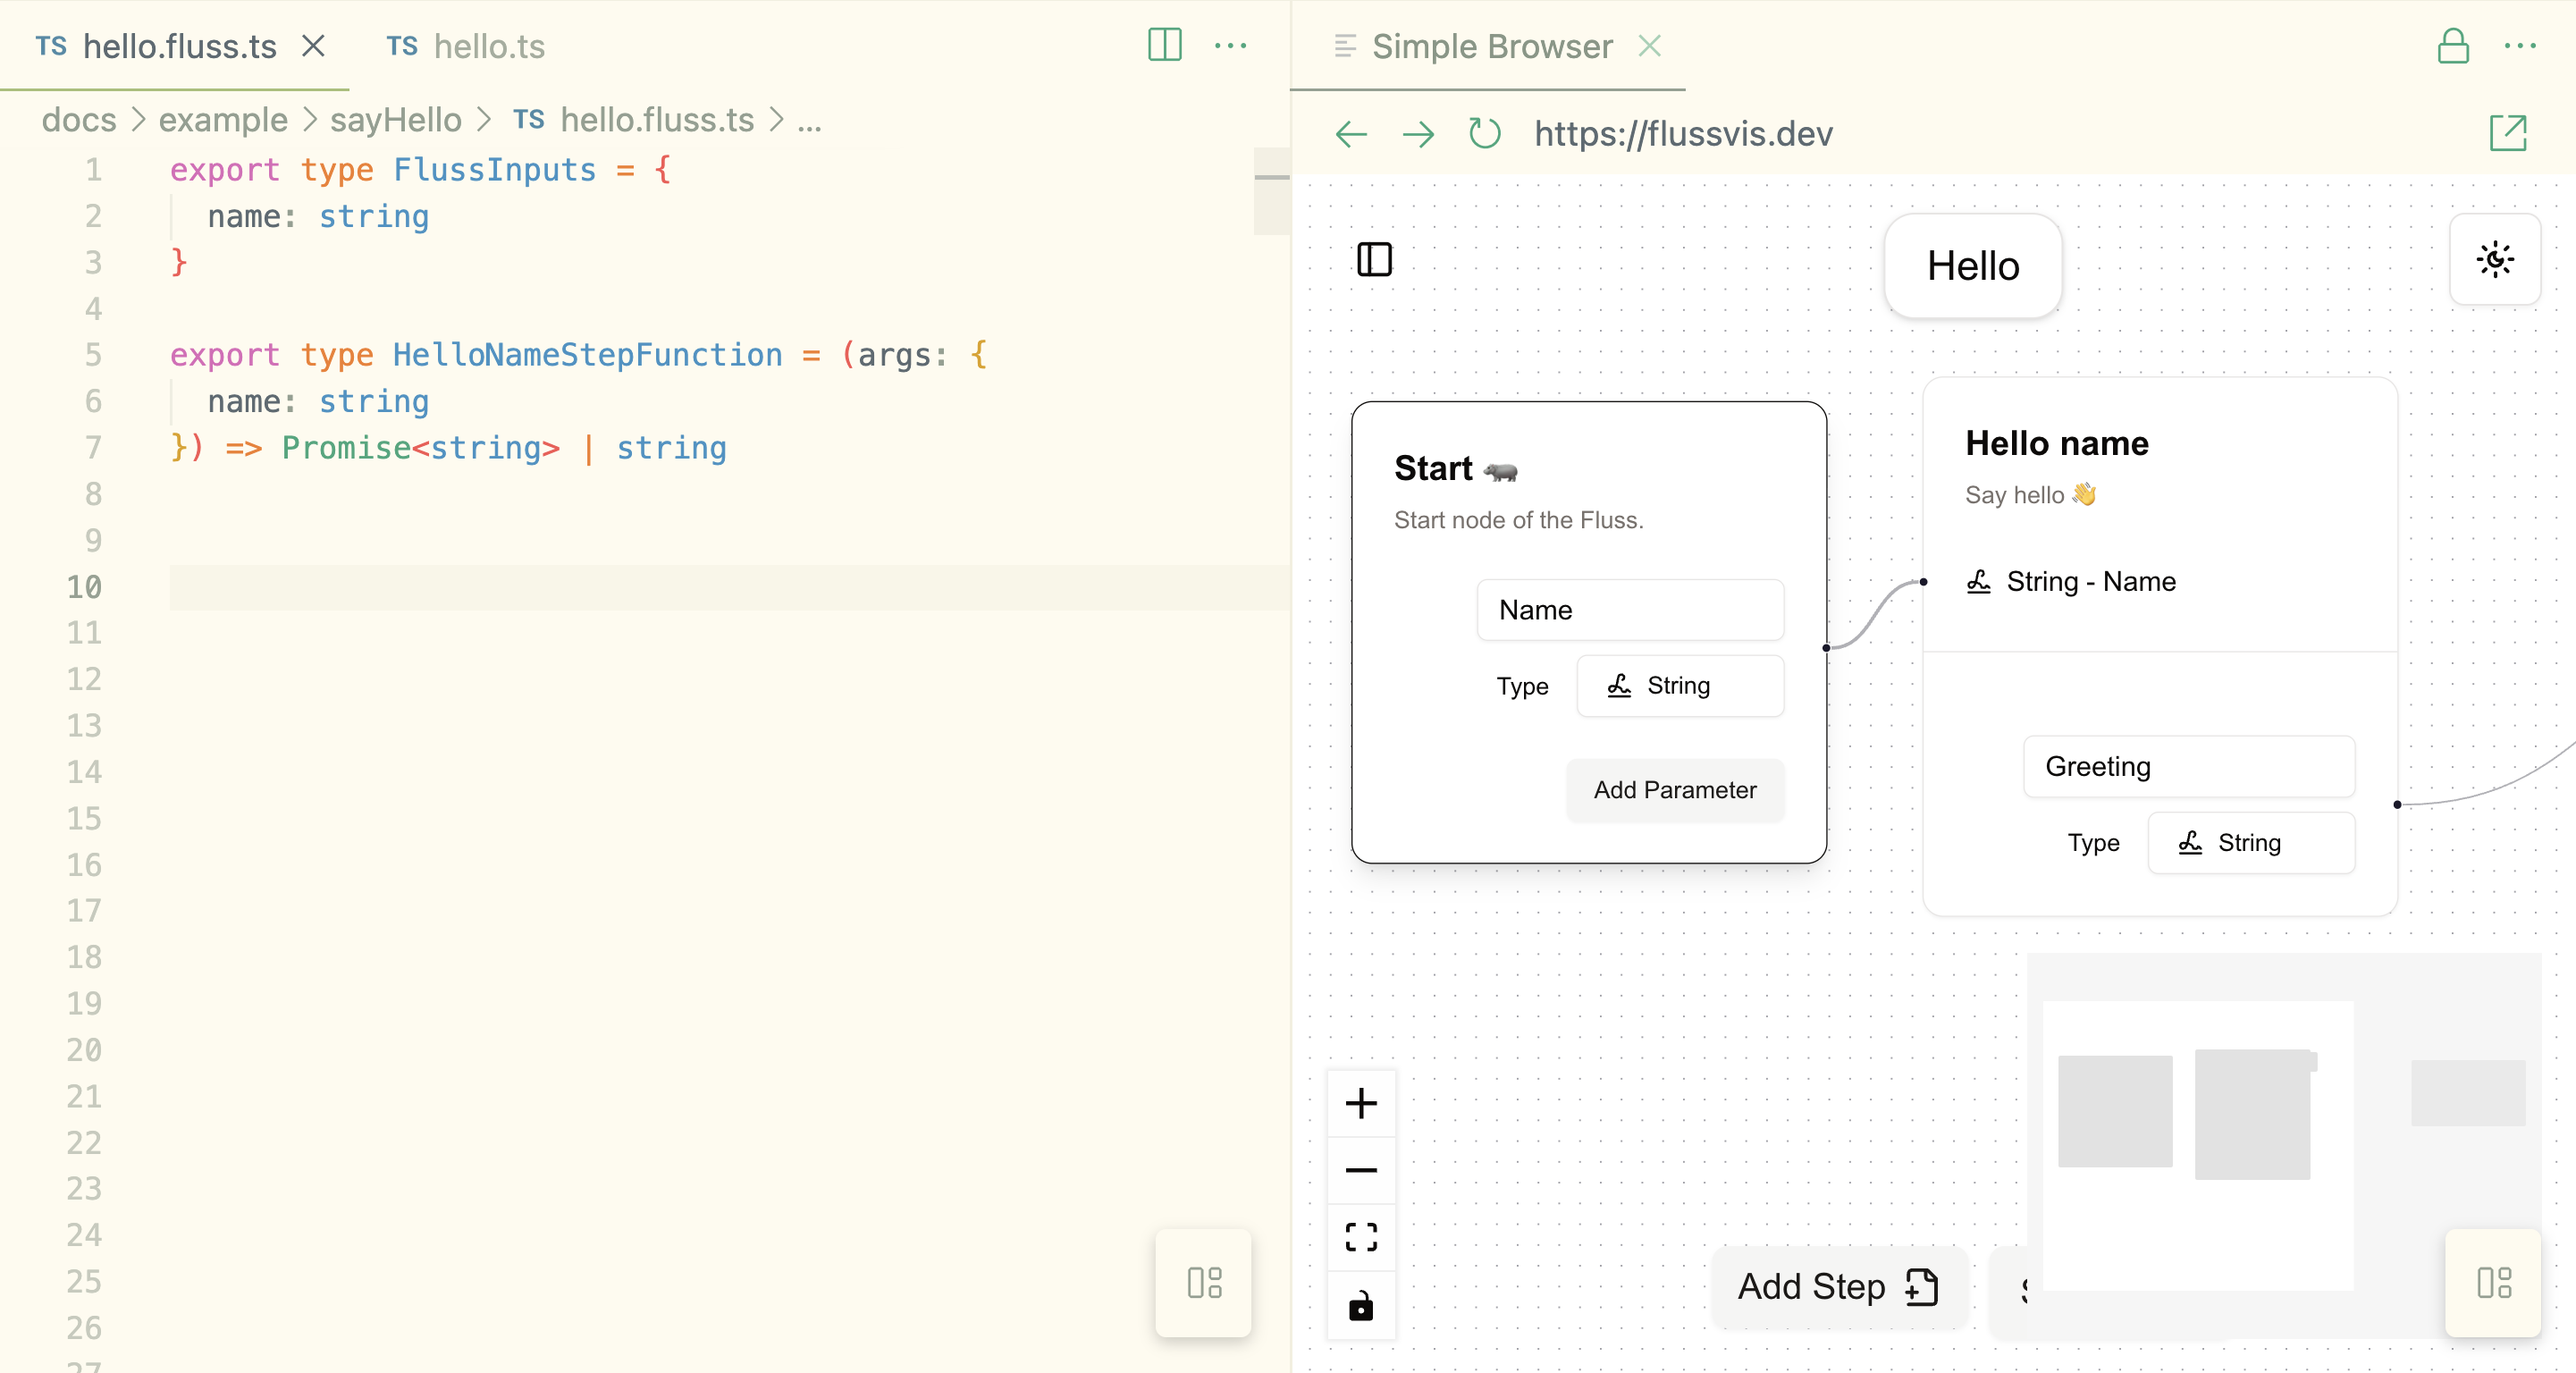 TS hello.fluss.ts
TS hello.ts
docs > example > sayHello > TS hello.fluss.ts > ...
1 export type FlussInputs = {
2 name: string
3 }
4
5 export type HelloNameStepFunction = (args: {
6 name: string
7 }) => Promise<string> | string
8
9
10
11
12
13
14
15
16
17
18
19
20
21
22
23
24
25
26
27
Simple Browser
https://flussvis.dev
Hello
Start 🦛
Start node of the Fluss.
Name
Type String
Add Parameter
Hello name
Say hello 👋
String - Name
Greeting
Type String
Add Step